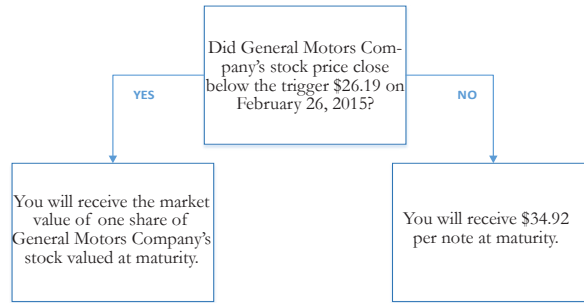 Did General Motors Com-
pany's stock price close
below the trigger $26.19 on
February 26, 2015?
YES
NO
You will receive the market
value of one share of
General Motors Company's
stock valued at maturity.
You will receive $34.92
per note at maturity.